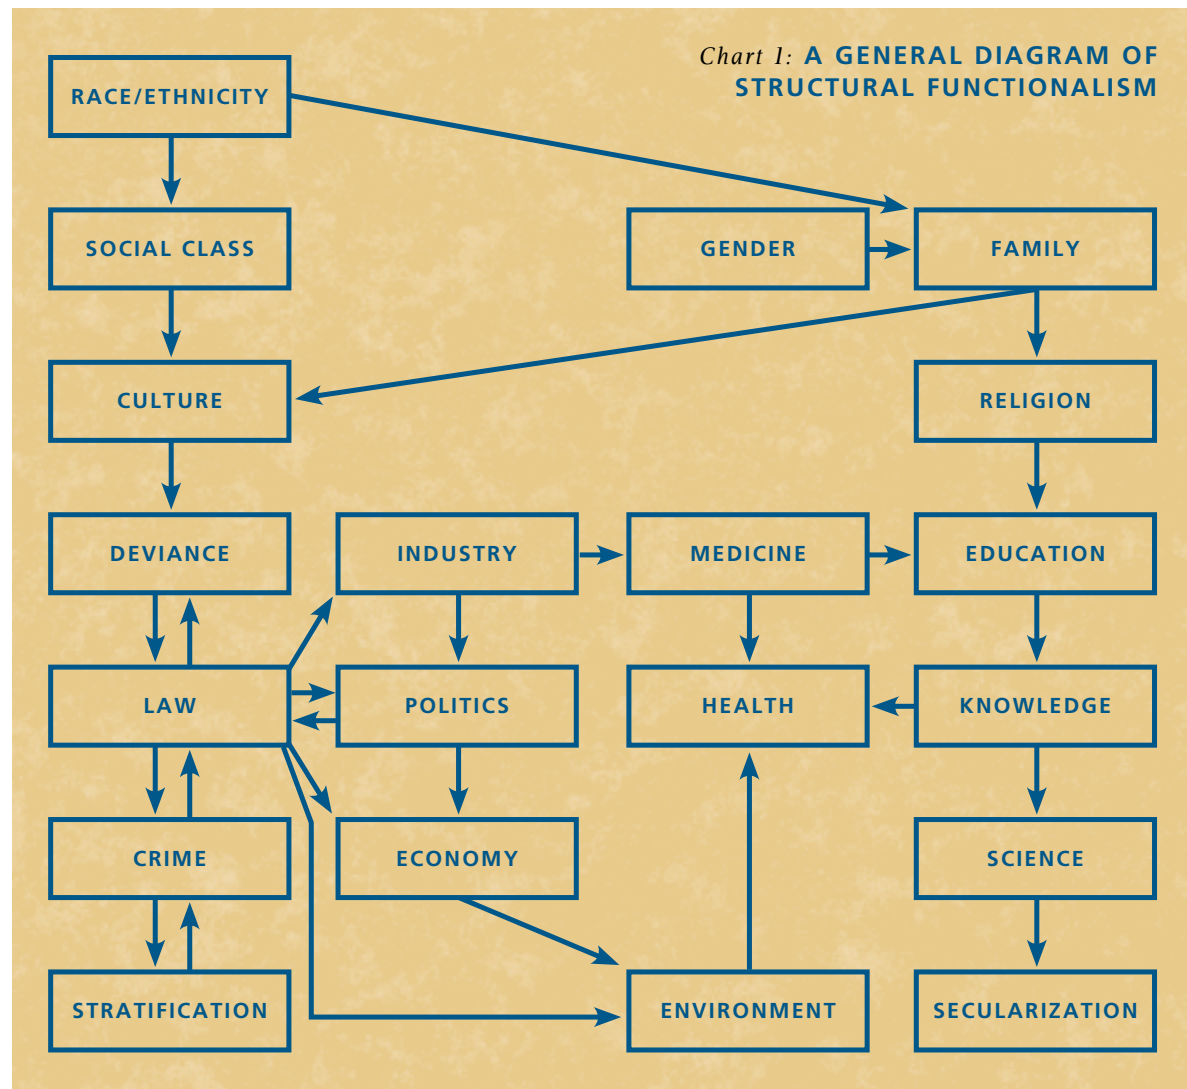 Chart 1: A GENERAL DIAGRAM OF
STRUCTURAL FUNCTIONALISM
RACE/ETHNICITY
SOCIAL CLASS
GENDER
FAMILY
CULTURE
RELIGION
DEVIANCE
INDUSTRY
MEDICINE
EDUCATION
LAW
POLITICS
HEALTH
KNOWLEDGE
CRIME
ECONOMY
SCIENCE
STRATIFICATION
ENVIRONMENT
SECULARIZATION